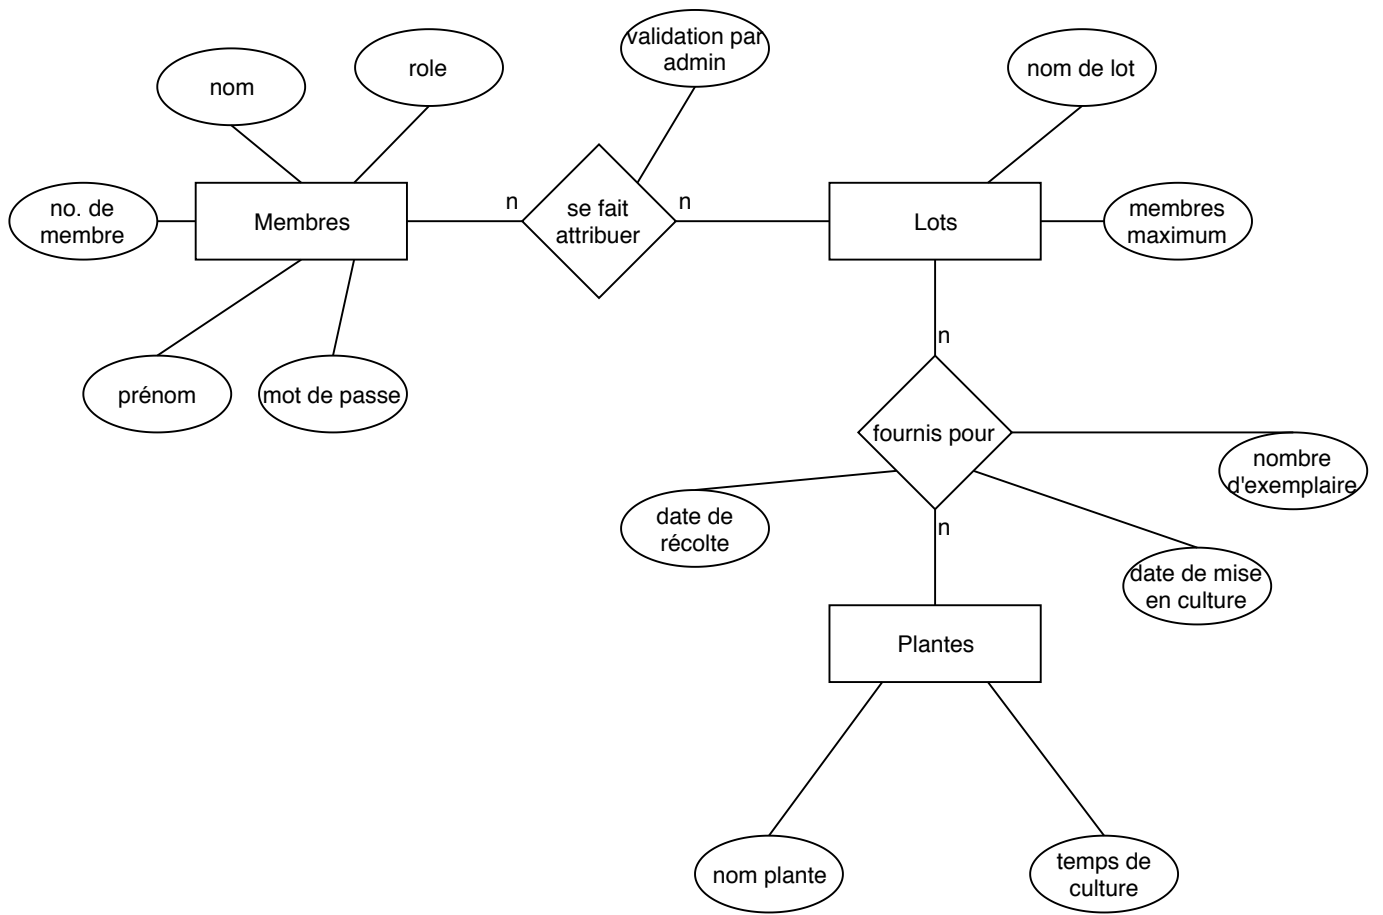 validation par
admin
role
nom de lot
nom
n
n
no. de
membre
Membres
se fait
attribuer
Lots
membres
maximum
n
prénom
mot de passe
fournis pour
nombre
d'exemplaire
date de
récolte
n
date de mise
en culture
Plantes
nom plante
temps de
culture